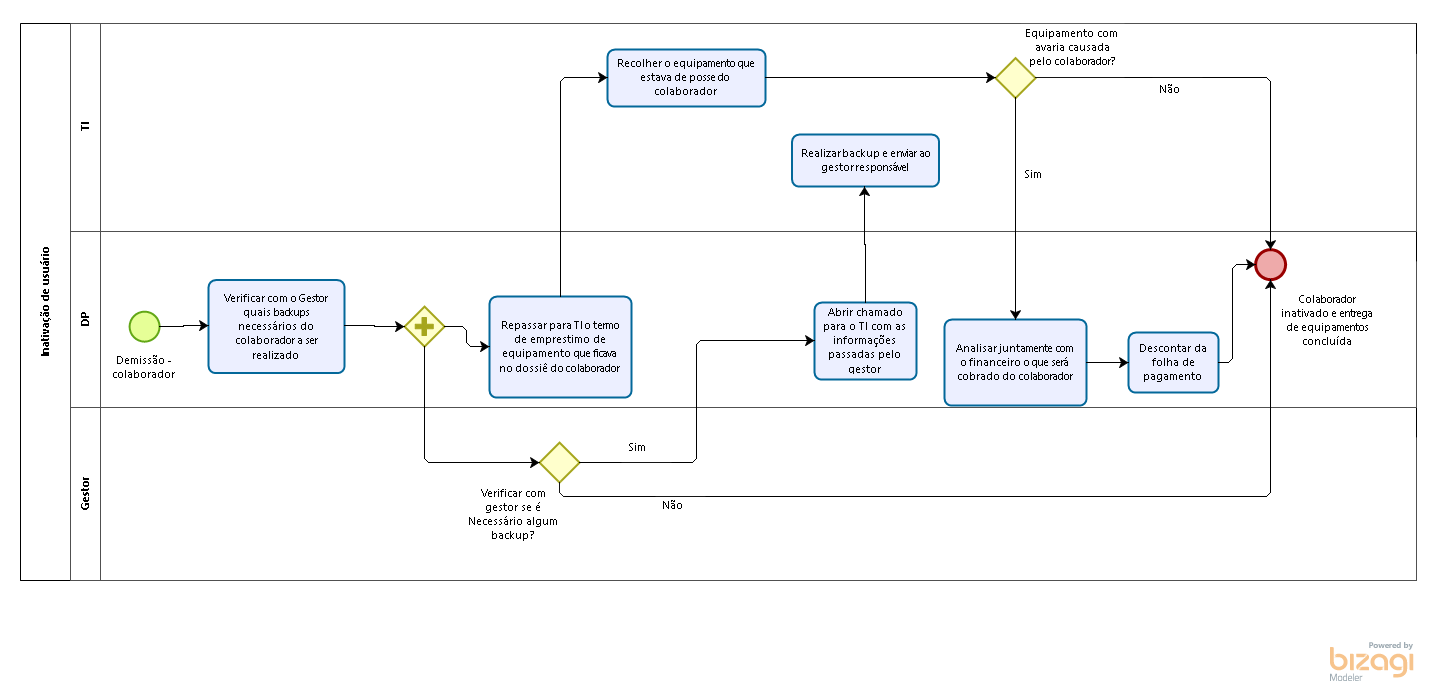 Inativação de usuário
TI
Recolher o equipamento que
estava de posse do
colaborador
Equipamento com
avaria causada
pelo colaborador?
Não
Realizar backup e enviar ao
gestor responsável
Sim
DP
Demissão -
colaborador
Verificar com o Gestor
quais backups
necessários do
colaborador a ser
realizado
Repassar para TI o termo
de emprestimo de
equipamento que ficava
no dossiê do colaborador
Abrir chamado
para o TI com as
informações
passadas pelo
gestor
Analisar juntamente com
o financeiro o que será
cobrado do colaborador
Descontar da
folha de
pagamento
Colaborador
inativado e entrega
de equipamentos
concluída
Gestor
Verificar com
gestor se é
Necessário algum
backup?
Sim
Não
Powered by
bizagi
Modeler